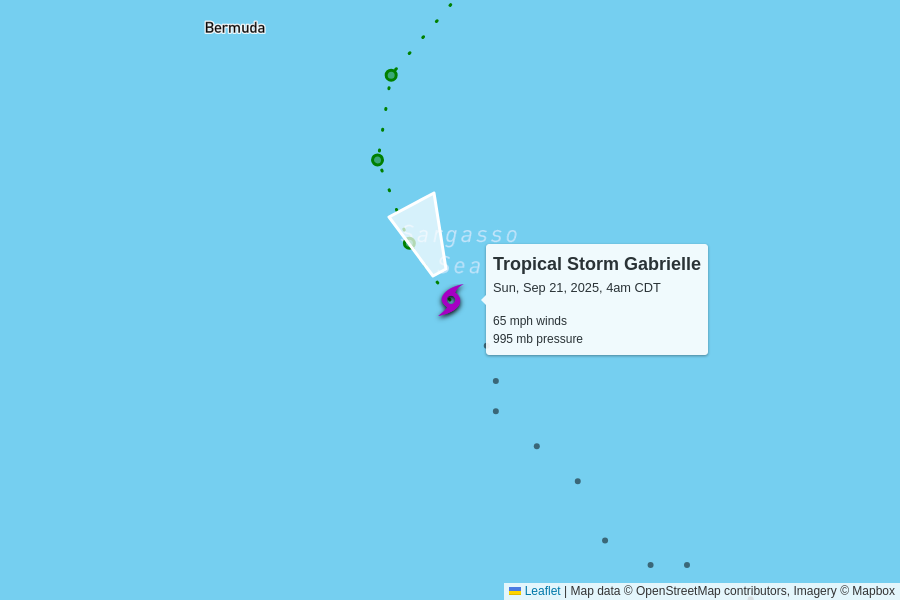 Bermuda
Sargasso
Sea
Tropical Storm Gabrielle
Sun, Sep 21, 2025, 4am CDT
65 mph winds
995 mb pressure
Leaflet | Map data © OpenStreetMap contributors, Imagery © Mapbox